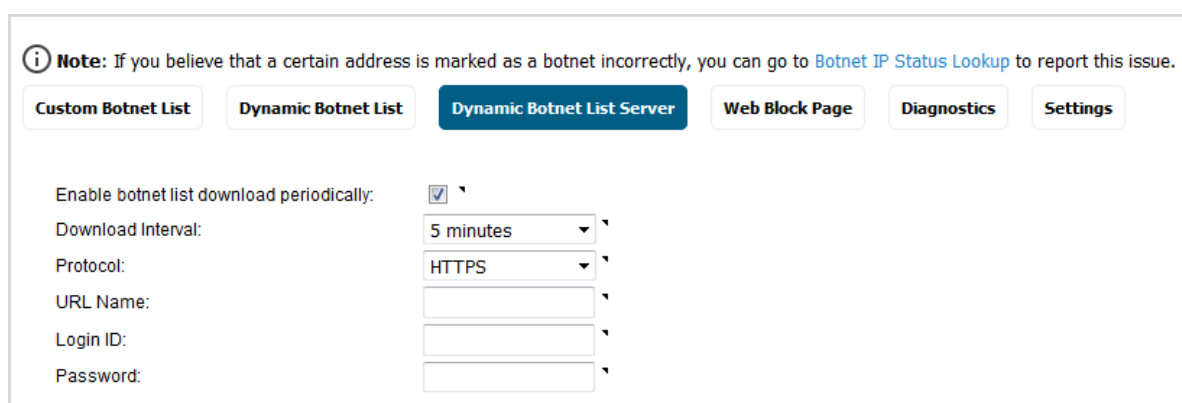 Note: If you believe that a certain address is marked as a botnet incorrectly, you can go to Botnet IP Status Lookup to report this issue.
Custom Botnet List Dynamic Botnet List Dynamic Botnet List Server Web Block Page Diagnostics Settings
Enable botnet list download periodically:
Download Interval: 5 minutes
Protocol: HTTPS
URL Name:
Login ID:
Password: